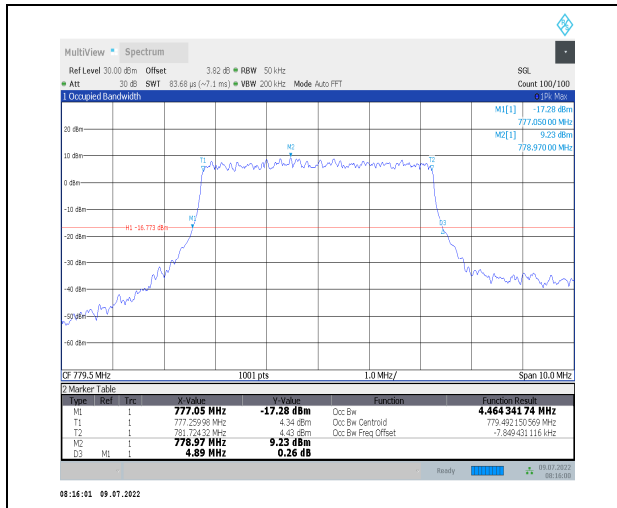 MultiView Spectrum
Ref Level 30.00 dBm Offset 3.82 dB RBW 50 kHz SGL
Att 30 dB SWT 83.68 µs (~7.1 ms) VBW 200 kHz Mode Auto FFT Count 100/100
1 Occupied Bandwidth 1Pk Max
M1[1] -17.28 dBm
777.050 00 MHz
M2[1] 9.23 dBm
778.970 00 MHz
20 dBm
M2
10 dBm
T1 T2
0 dBm
-10 dBm
M1
D3
H1 -16.773 dBm
-20 dBm
-30 dBm
-40 dBm
-50 dBm
-60 dBm
CF 779.5 MHz 1001 pts 1.0 MHz/ Span 10.0 MHz
2 Marker Table
Type Ref Trc X-Value Y-Value Function Function Result
M1 1 777.05 MHz -17.28 dBm Occ Bw 4.464 341 74 MHz
T1 1 777.25998 MHz 4.34 dBm Occ Bw Centroid 779.492 150 569 MHz
T2 1 781.72432 MHz 4.43 dBm Occ Bw Freq Offset -7.849 431 116 kHz
M2 1 778.97 MHz 9.23 dBm
D3 M1 1 4.89 MHz 0.26 dB
Ready 09.07.2022
08:16:00
08:16:01 09.07.2022